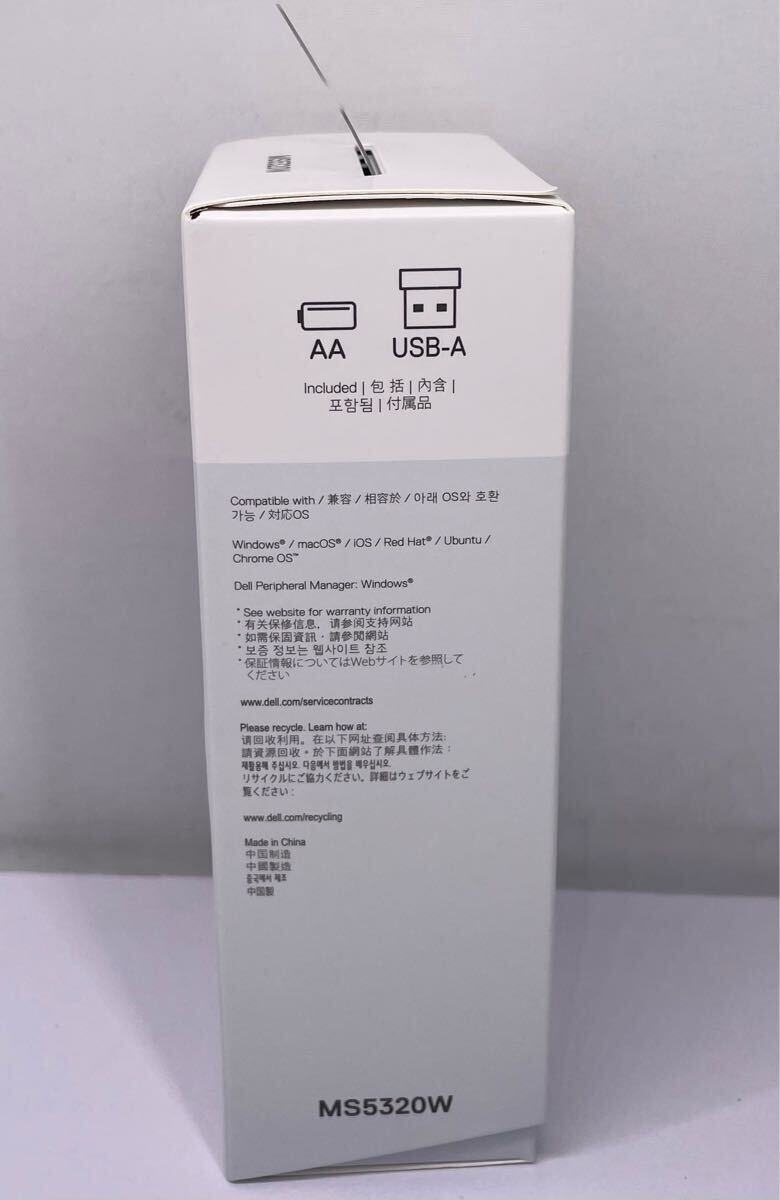 MS5320W
AA
USB-A
Included | 包 括 | 內含 |
포함됨 | 付属品
Compatible with / 兼容 / 相容於 / 아래 OS와 호환
가능 / 対応OS
Windows® / macOS® / iOS / Red Hat® / Ubuntu /
Chrome OS™
Dell Peripheral Manager: Windows®
* See website for warranty information
* 有关保修信息，请参阅支持网站
* 如需保固資訊，請參閱網站
* 보증 정보는 웹사이트 참조
* 保証情報についてはWebサイトを参照して
ください
www.dell.com/servicecontracts
Please recycle. Learn how at:
请回收利用。在以下网址查阅具体方法:
請資源回收。於下面網站了解具體作法：
재활용해 주십시오. 다음에서 방법을 배우십시오.
リサイクルにご協力ください。詳細はウェブサイトをご
覧ください：
www.dell.com/recycling
Made in China
中国制造
中國製造
중국에서 제조
中国製
MS5320W